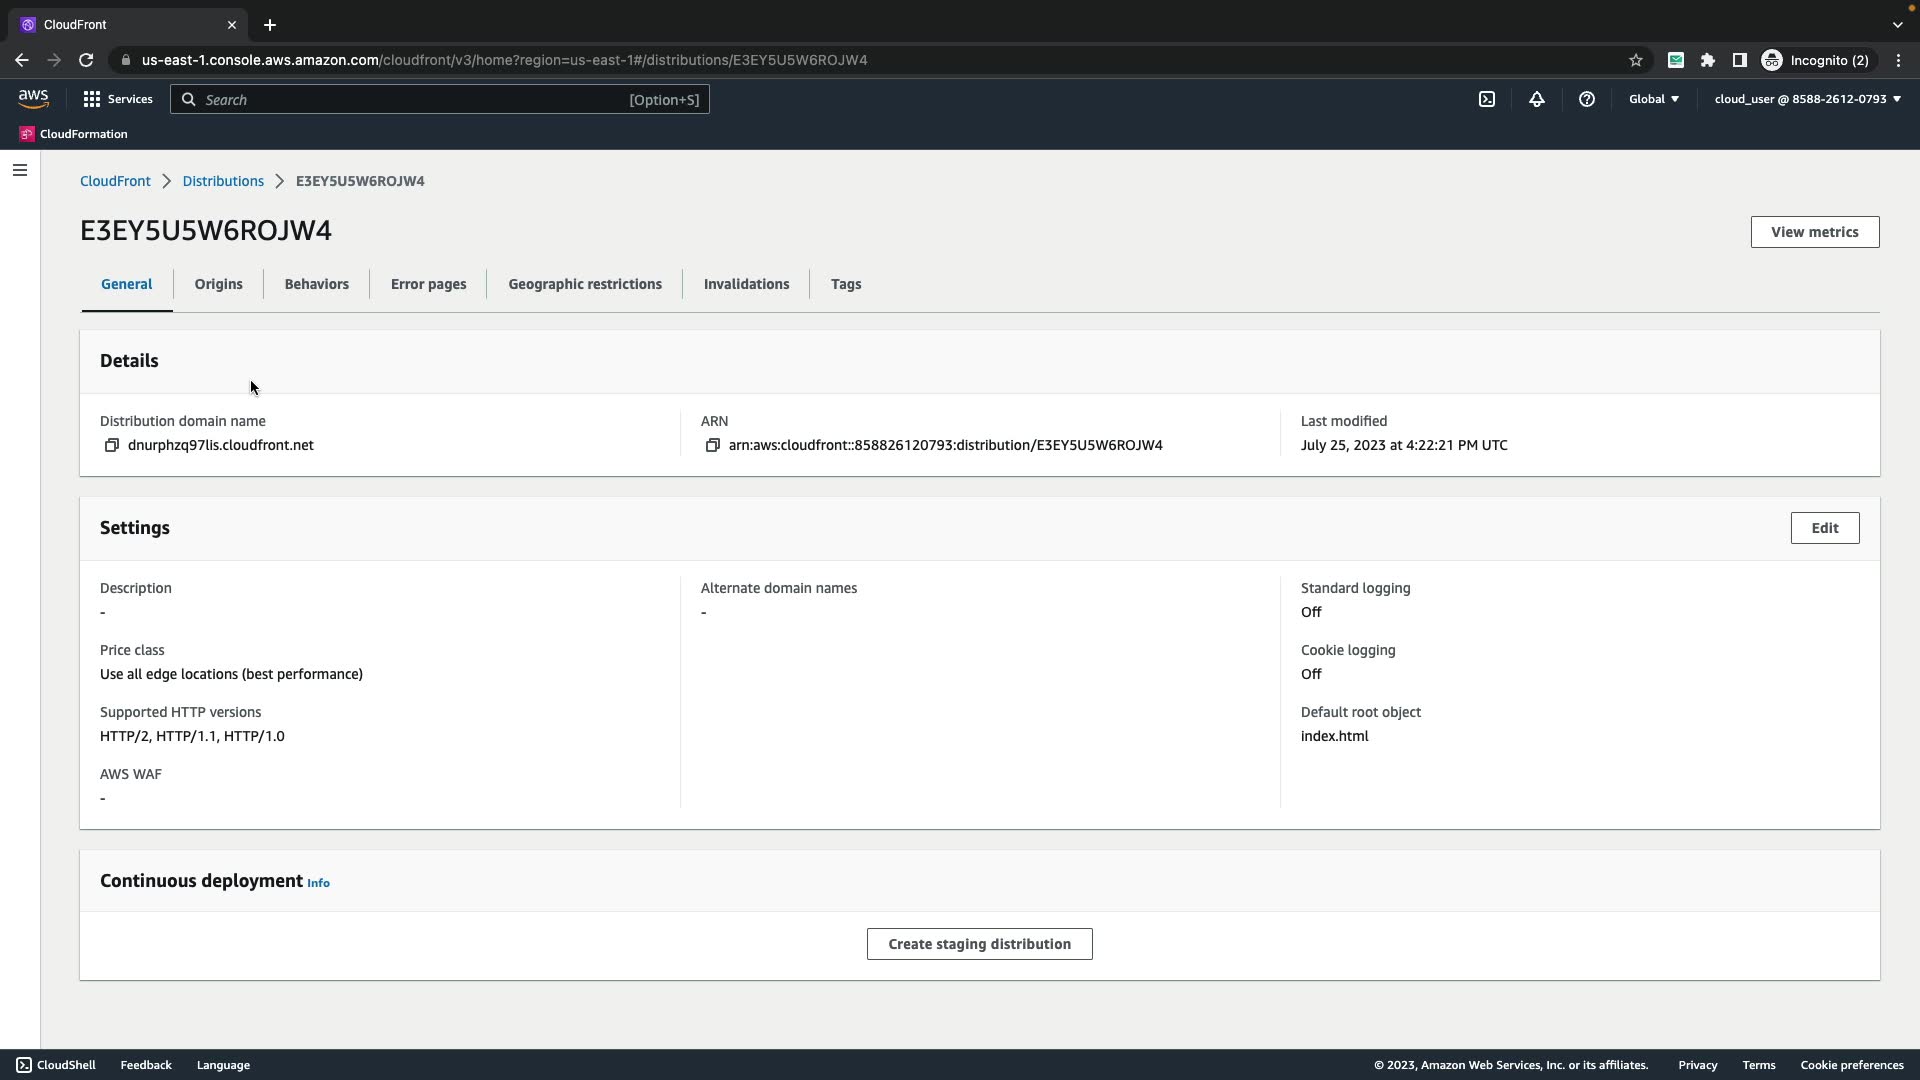 CloudFront
us-east-1.console.aws.amazon.com/cloudfront/v3/home?region=us-east-1#/distributions/E3EY5U5W6ROJW4
Incognito (2)
aws
Services
Search
[Option+S]
Global
cloud_user @ 8588-2612-0793
CloudFormation
CloudFront
Distributions
E3EY5U5W6ROJW4
E3EY5U5W6ROJW4
View metrics
General
Origins
Behaviors
Error pages
Geographic restrictions
Invalidations
Tags
Details
Distribution domain name
dnurphzq97lis.cloudfront.net
ARN
arn:aws:cloudfront::858826120793:distribution/E3EY5U5W6ROJW4
Last modified
July 25, 2023 at 4:22:21 PM UTC
Settings
Edit
Description
-
Price class
Use all edge locations (best performance)
Supported HTTP versions
HTTP/2, HTTP/1.1, HTTP/1.0
AWS WAF
-
Alternate domain names
-
Standard logging
Off
Cookie logging
Off
Default root object
index.html
Continuous deployment Info
Create staging distribution
CloudShell
Feedback
Language
© 2023, Amazon Web Services, Inc. or its affiliates.
Privacy
Terms
Cookie preferences